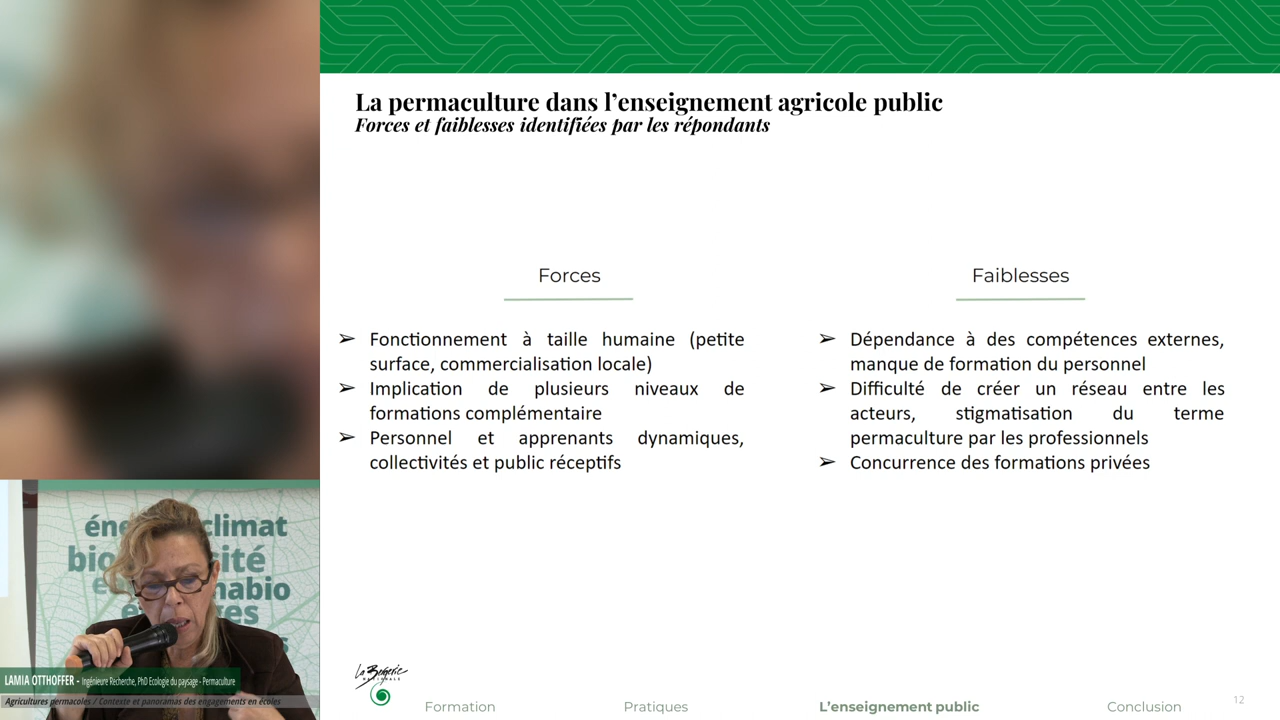 La permaculture dans l'enseignement agricole public
Forces et faiblesses identifiées par les répondants
Forces
➢ Fonctionnement à taille humaine (petite
surface, commercialisation locale)
➢ Implication de plusieurs niveaux de
formations complémentaire
➢ Personnel et apprenants dynamiques,
collectivités et public réceptifs
Faiblesses
➢ Dépendance à des compétences externes,
manque de formation du personnel
➢ Difficulté de créer un réseau entre les
acteurs, stigmatisation du terme
permaculture par les professionnels
➢ Concurrence des formations privées
climat
LAMIA OTTHOFFER - Ingénieure Recherche, PhD Ecologie du paysage - Permaculture
Agricultures permacoles / Contexte et panoramas des engagements en écoles
La Bergerie
NATIONALE
Formation
Pratiques
L'enseignement public
Conclusion
12